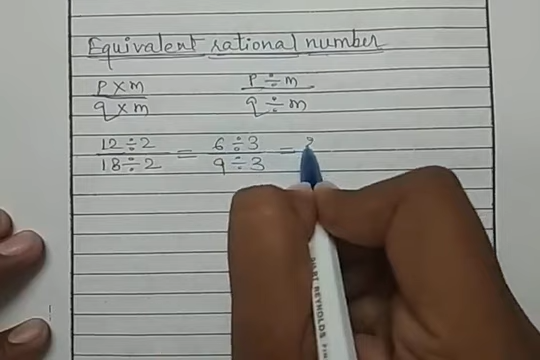 Equivalent rational number
p × m / q × m    p ÷ m / q ÷ m
12 ÷ 2 / 18 ÷ 2 = 6 ÷ 3 / 9 ÷ 3 =
REYNOLDS